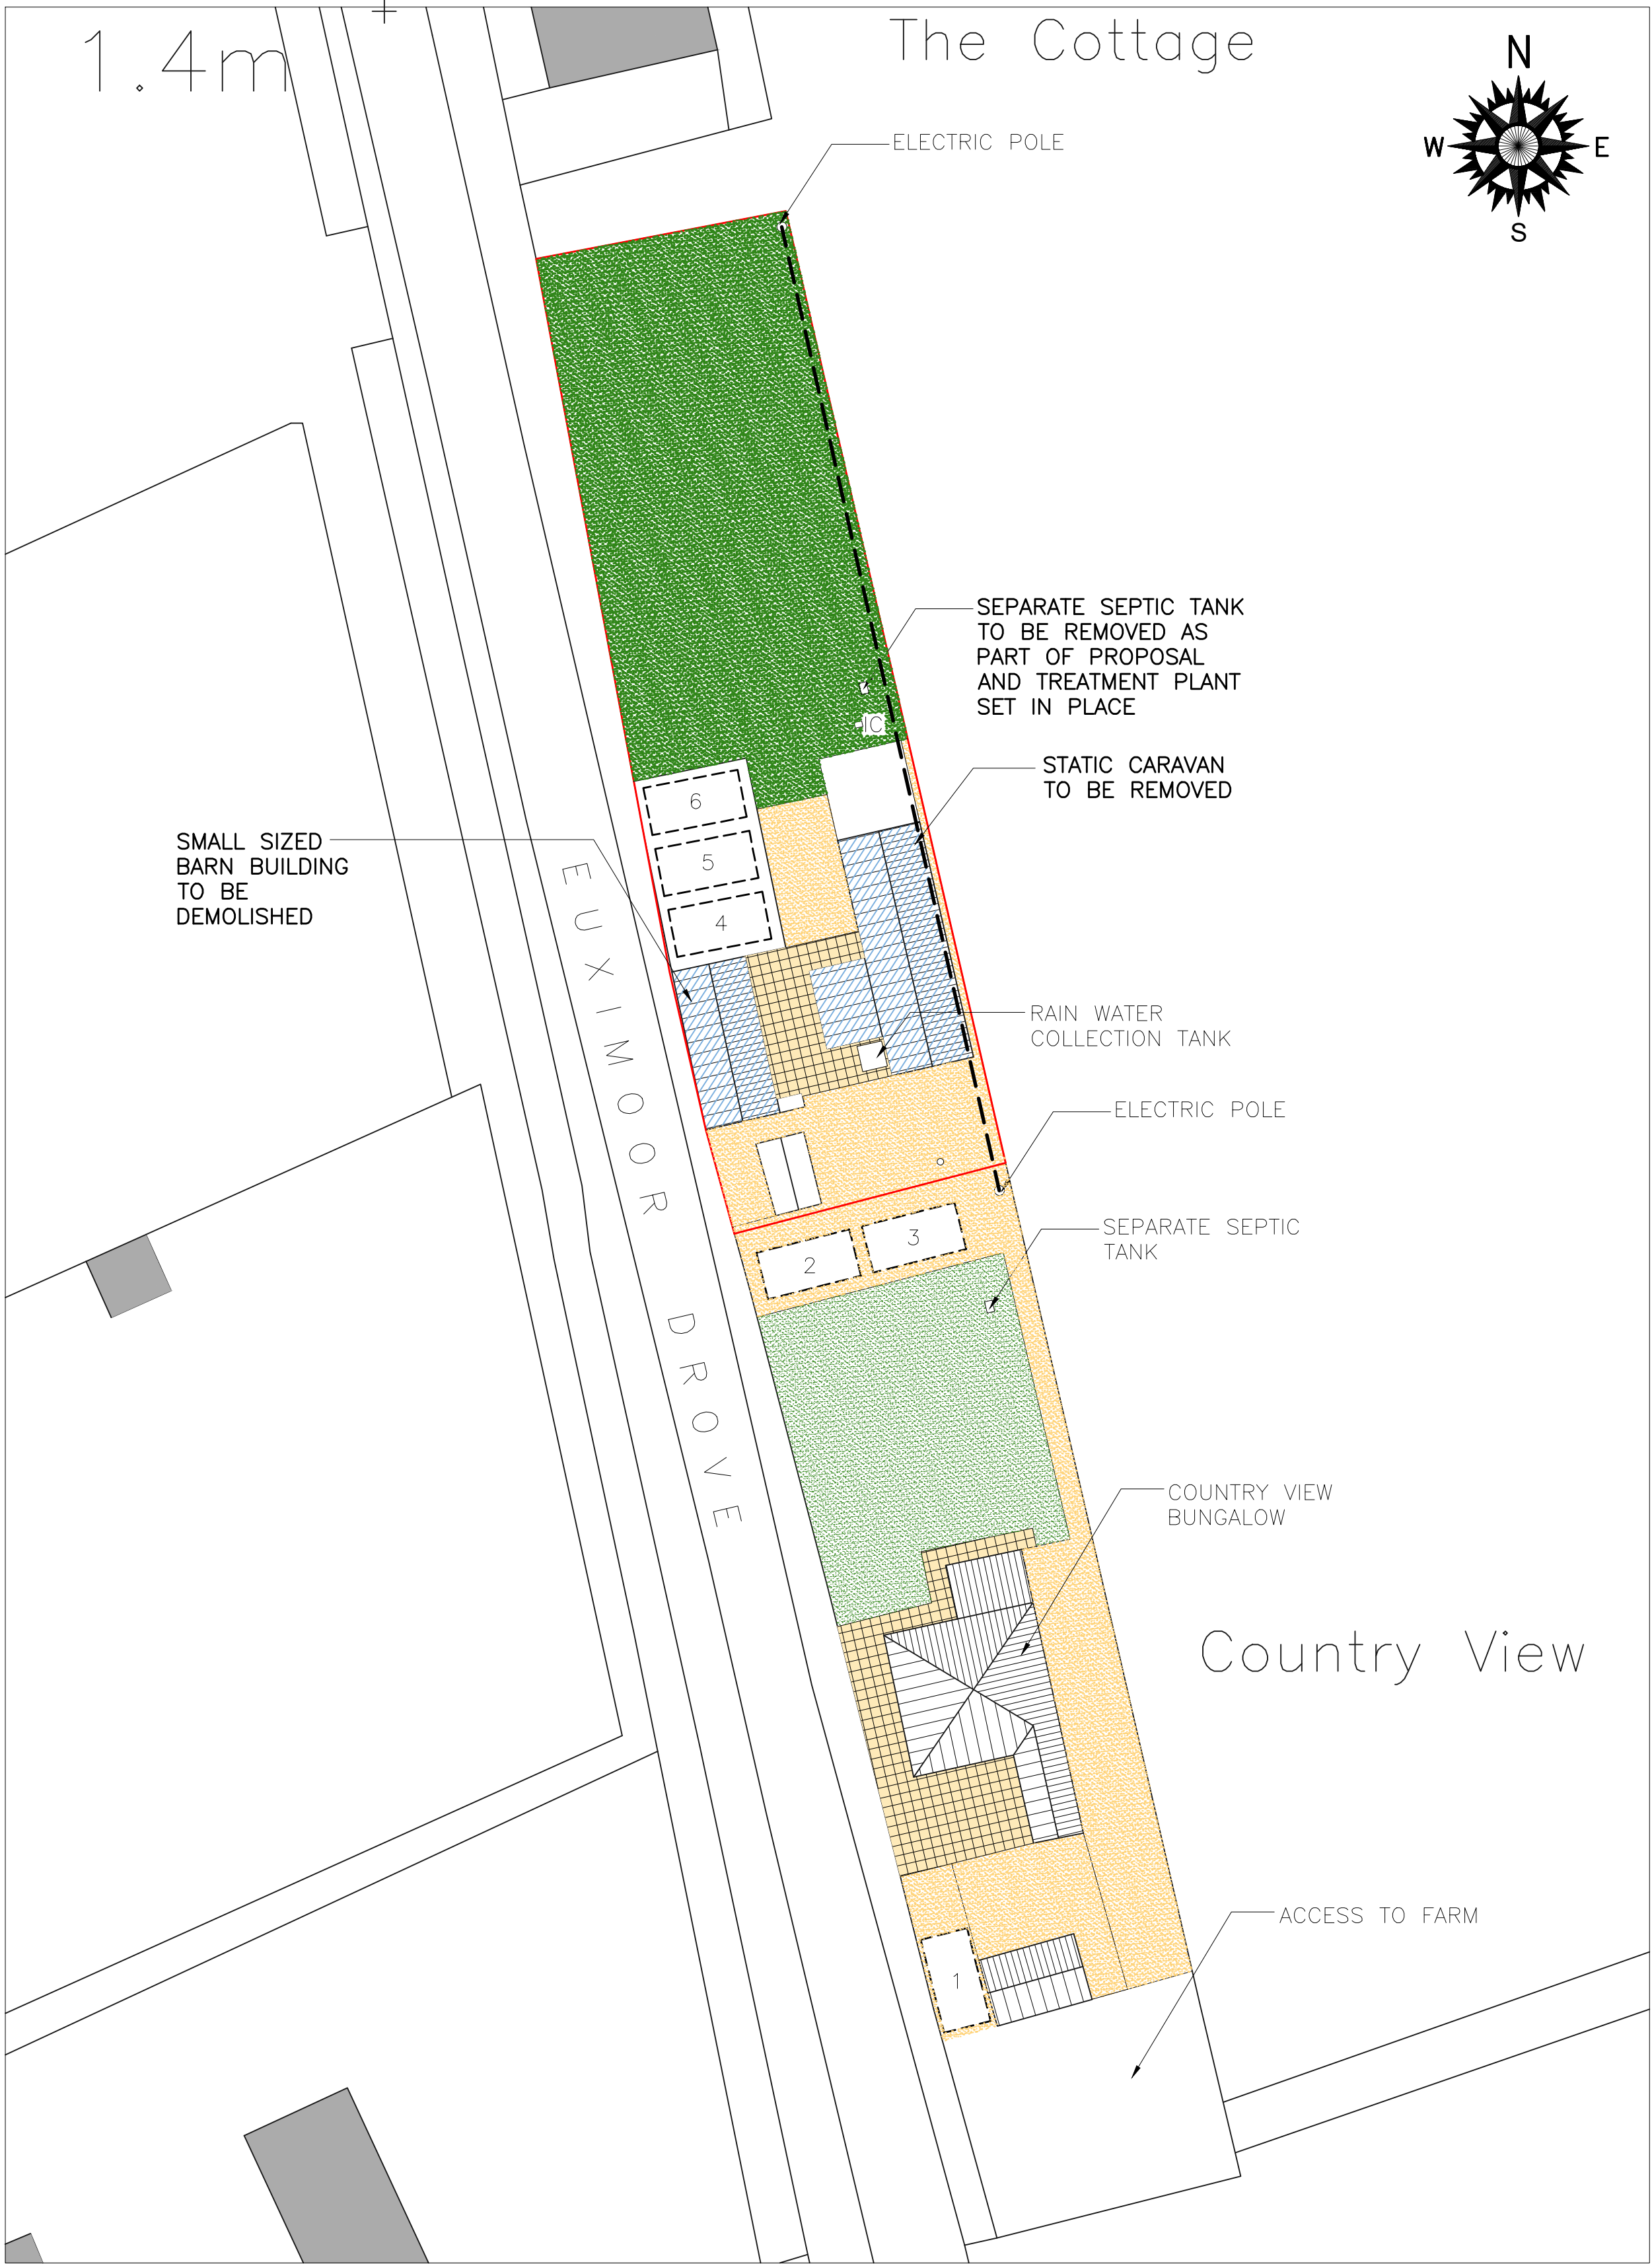 1.4m
The Cottage
N
W
E
S
ELECTRIC POLE
SEPARATE SEPTIC TANK
TO BE REMOVED AS
PART OF PROPOSAL
AND TREATMENT PLANT
SET IN PLACE
IC
STATIC CARAVAN
TO BE REMOVED
6
5
4
SMALL SIZED
BARN BUILDING
TO BE
DEMOLISHED
EUXIMOOR DROVE
RAIN WATER
COLLECTION TANK
ELECTRIC POLE
SEPARATE SEPTIC
TANK
3
2
COUNTRY VIEW
BUNGALOW
Country View
ACCESS TO FARM
1